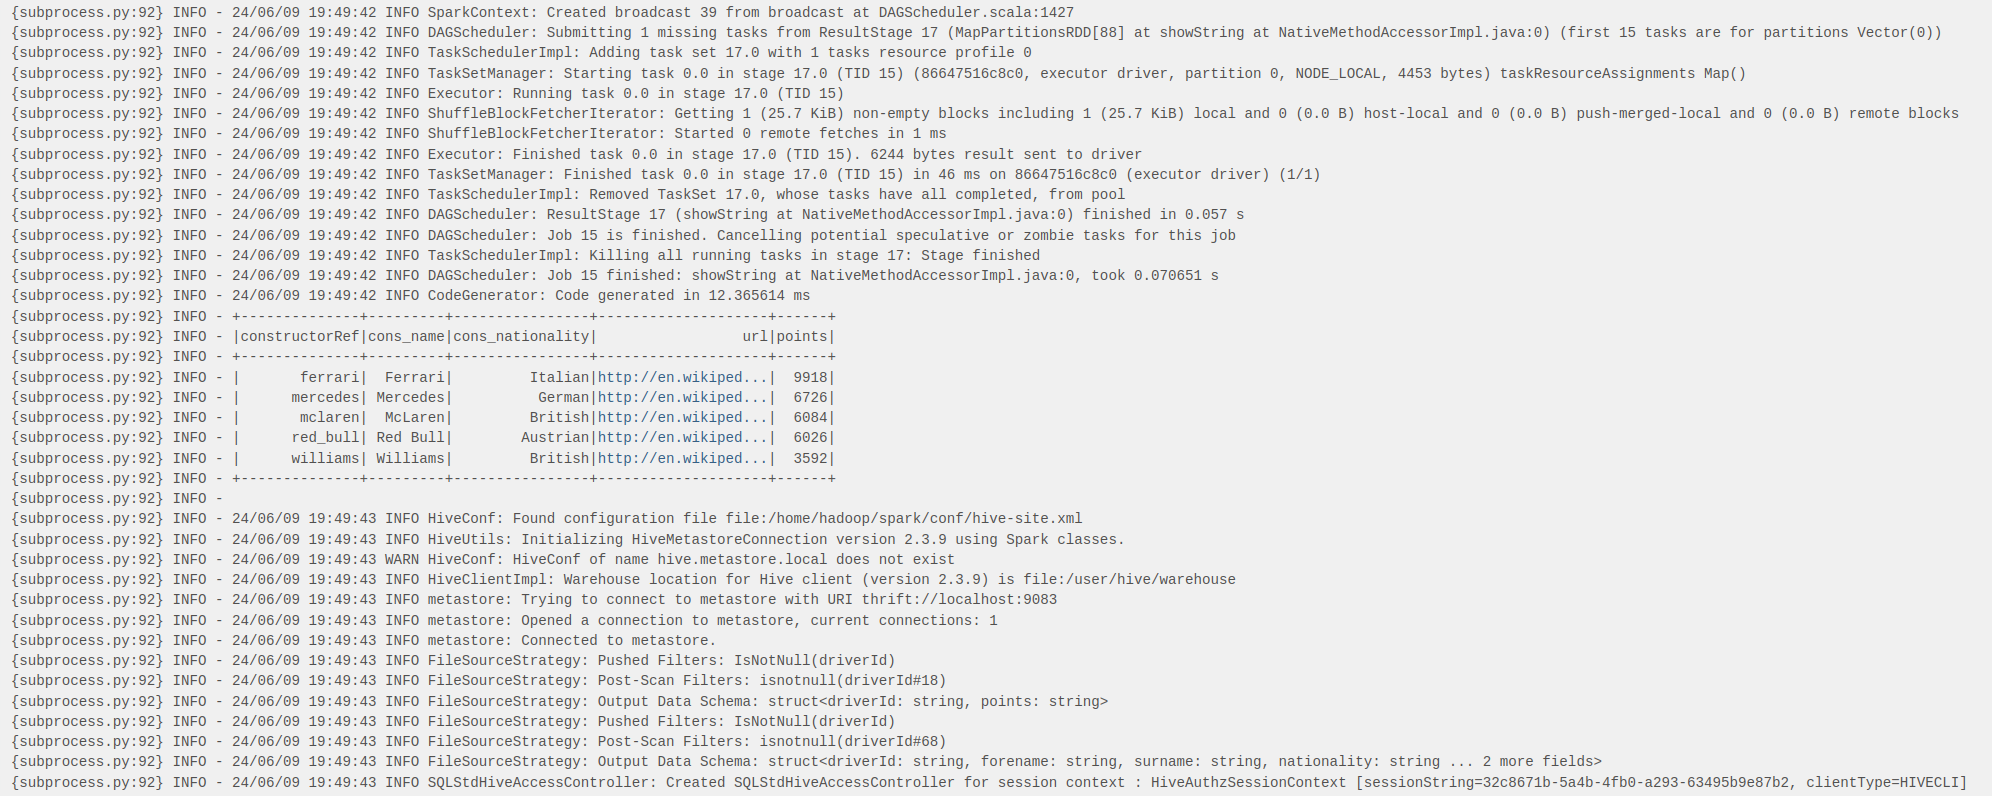 {subprocess.py:92} INFO - 24/06/09 19:49:42 INFO SparkContext: Created broadcast 39 from broadcast at DAGScheduler.scala:1427
{subprocess.py:92} INFO - 24/06/09 19:49:42 INFO DAGScheduler: Submitting 1 missing tasks from ResultStage 17 (MapPartitionsRDD[88] at showString at NativeMethodAccessorImpl.java:0) (first 15 tasks are for partitions Vector(0))
{subprocess.py:92} INFO - 24/06/09 19:49:42 INFO TaskSchedulerImpl: Adding task set 17.0 with 1 tasks resource profile 0
{subprocess.py:92} INFO - 24/06/09 19:49:42 INFO TaskSetManager: Starting task 0.0 in stage 17.0 (TID 15) (86647516c8c0, executor driver, partition 0, NODE_LOCAL, 4453 bytes) taskResourceAssignments Map()
{subprocess.py:92} INFO - 24/06/09 19:49:42 INFO Executor: Running task 0.0 in stage 17.0 (TID 15)
{subprocess.py:92} INFO - 24/06/09 19:49:42 INFO ShuffleBlockFetcherIterator: Getting 1 (25.7 KiB) non-empty blocks including 1 (25.7 KiB) local and 0 (0.0 B) host-local and 0 (0.0 B) push-merged-local and 0 (0.0 B) remote blocks
{subprocess.py:92} INFO - 24/06/09 19:49:42 INFO ShuffleBlockFetcherIterator: Started 0 remote fetches in 1 ms
{subprocess.py:92} INFO - 24/06/09 19:49:42 INFO Executor: Finished task 0.0 in stage 17.0 (TID 15). 6244 bytes result sent to driver
{subprocess.py:92} INFO - 24/06/09 19:49:42 INFO TaskSetManager: Finished task 0.0 in stage 17.0 (TID 15) in 46 ms on 86647516c8c0 (executor driver) (1/1)
{subprocess.py:92} INFO - 24/06/09 19:49:42 INFO TaskSchedulerImpl: Removed TaskSet 17.0, whose tasks have all completed, from pool
{subprocess.py:92} INFO - 24/06/09 19:49:42 INFO DAGScheduler: ResultStage 17 (showString at NativeMethodAccessorImpl.java:0) finished in 0.057 s
{subprocess.py:92} INFO - 24/06/09 19:49:42 INFO DAGScheduler: Job 15 is finished. Cancelling potential speculative or zombie tasks for this job
{subprocess.py:92} INFO - 24/06/09 19:49:42 INFO TaskSchedulerImpl: Killing all running tasks in stage 17: Stage finished
{subprocess.py:92} INFO - 24/06/09 19:49:42 INFO DAGScheduler: Job 15 finished: showString at NativeMethodAccessorImpl.java:0, took 0.070651 s
{subprocess.py:92} INFO - 24/06/09 19:49:42 INFO CodeGenerator: Code generated in 12.365614 ms
{subprocess.py:92} INFO - +--------------+---------+----------------+--------------------+------+
{subprocess.py:92} INFO - |constructorRef|cons_name|cons_nationality|                 url|points|
{subprocess.py:92} INFO - +--------------+---------+----------------+--------------------+------+
{subprocess.py:92} INFO - |       ferrari|  Ferrari|         Italian|http://en.wikiped...|  9918|
{subprocess.py:92} INFO - |      mercedes| Mercedes|          German|http://en.wikiped...|  6726|
{subprocess.py:92} INFO - |       mclaren|  McLaren|         British|http://en.wikiped...|  6084|
{subprocess.py:92} INFO - |      red_bull| Red Bull|        Austrian|http://en.wikiped...|  6026|
{subprocess.py:92} INFO - |      williams| Williams|         British|http://en.wikiped...|  3592|
{subprocess.py:92} INFO - +--------------+---------+----------------+--------------------+------+
{subprocess.py:92} INFO -
{subprocess.py:92} INFO - 24/06/09 19:49:43 INFO HiveConf: Found configuration file file:/home/hadoop/spark/conf/hive-site.xml
{subprocess.py:92} INFO - 24/06/09 19:49:43 INFO HiveUtils: Initializing HiveMetastoreConnection version 2.3.9 using Spark classes.
{subprocess.py:92} INFO - 24/06/09 19:49:43 WARN HiveConf: HiveConf of name hive.metastore.local does not exist
{subprocess.py:92} INFO - 24/06/09 19:49:43 INFO HiveClientImpl: Warehouse location for Hive client (version 2.3.9) is file:/user/hive/warehouse
{subprocess.py:92} INFO - 24/06/09 19:49:43 INFO metastore: Trying to connect to metastore with URI thrift://localhost:9083
{subprocess.py:92} INFO - 24/06/09 19:49:43 INFO metastore: Opened a connection to metastore, current connections: 1
{subprocess.py:92} INFO - 24/06/09 19:49:43 INFO metastore: Connected to metastore.
{subprocess.py:92} INFO - 24/06/09 19:49:43 INFO FileSourceStrategy: Pushed Filters: IsNotNull(driverId)
{subprocess.py:92} INFO - 24/06/09 19:49:43 INFO FileSourceStrategy: Post-Scan Filters: isnotnull(driverId#18)
{subprocess.py:92} INFO - 24/06/09 19:49:43 INFO FileSourceStrategy: Output Data Schema: struct<driverId: string, points: string>
{subprocess.py:92} INFO - 24/06/09 19:49:43 INFO FileSourceStrategy: Pushed Filters: IsNotNull(driverId)
{subprocess.py:92} INFO - 24/06/09 19:49:43 INFO FileSourceStrategy: Post-Scan Filters: isnotnull(driverId#68)
{subprocess.py:92} INFO - 24/06/09 19:49:43 INFO FileSourceStrategy: Output Data Schema: struct<driverId: string, forename: string, surname: string, nationality: string ... 2 more fields>
{subprocess.py:92} INFO - 24/06/09 19:49:43 INFO SQLStdHiveAccessController: Created SQLStdHiveAccessController for session context : HiveAuthzSessionContext [sessionString=32c8671b-5a4b-4fb0-a293-63495b9e87b2, clientType=HIVECLI]